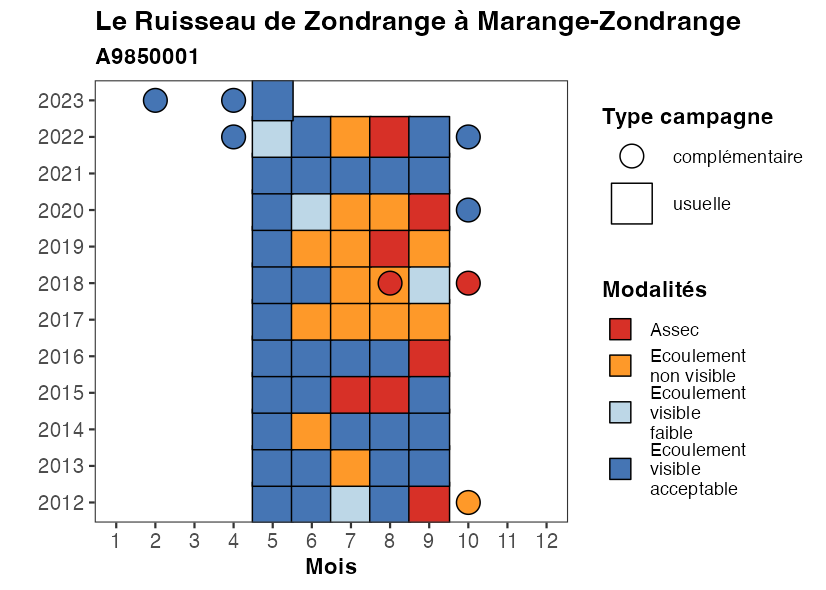 Le Ruisseau de Zondrange à Marange-Zondrange
A9850001
2023
2022
2021
2020
2019
2018
2017
2016
2015
2014
2013
2012
1 2 3 4 5 6 7 8 9 10 11 12
Mois
Type campagne
complémentaire
usuelle
Modalités
Assec
Ecoulement
non visible
Ecoulement
visible
faible
Ecoulement
visible
acceptable